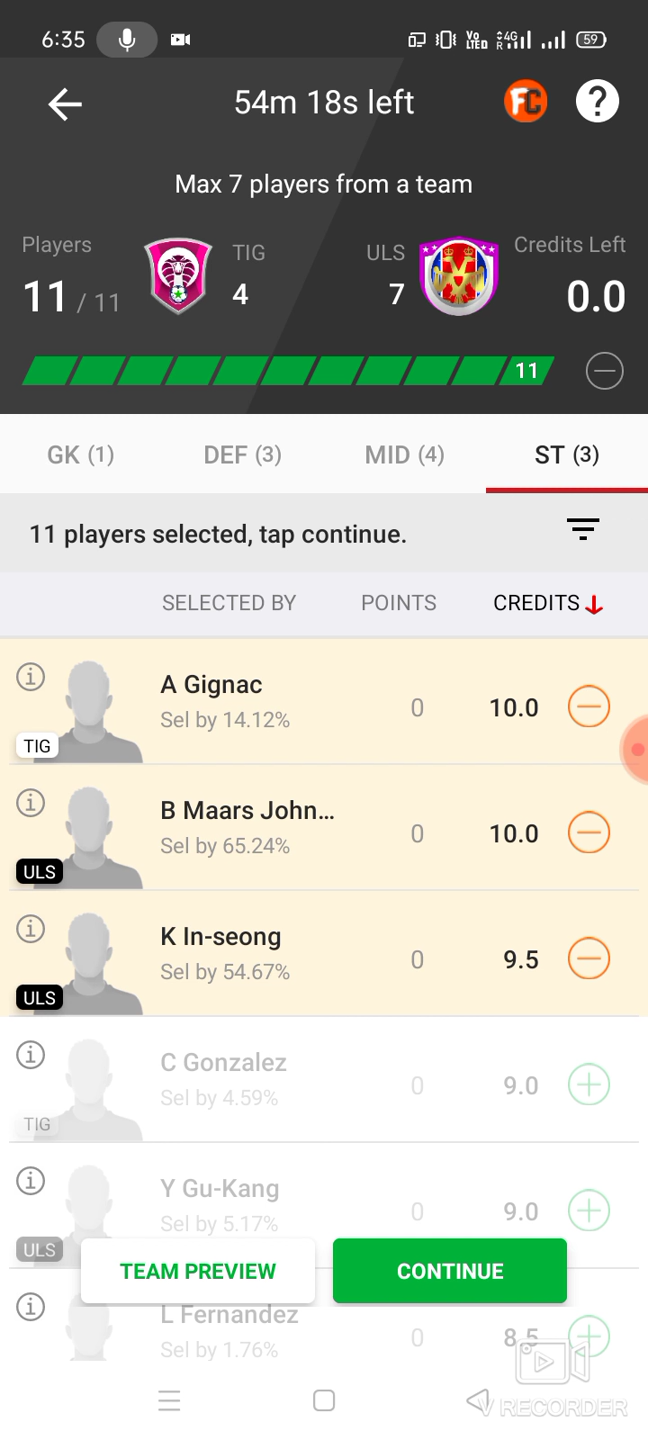 6:35
Vo LTED 4G R 59
54m 18s left
FC ?
Max 7 players from a team
Players TIG ULS Credits Left
11 / 11 4 7 0.0
11
GK (1) DEF (3) MID (4) ST (3)
11 players selected, tap continue.
SELECTED BY POINTS CREDITS
A Gignac
Sel by 14.12% 0 10.0
TIG
B Maars John...
Sel by 65.24% 0 10.0
ULS
K In-seong
Sel by 54.67% 0 9.5
ULS
C Gonzalez
Sel by 4.59% 0 9.0
TIG
Y Gu-Kang
Sel by 5.17% 0 9.0
ULS
TEAM PREVIEW CONTINUE
L Fernandez
Sel by 1.76% 0 8.5
V RECORDER